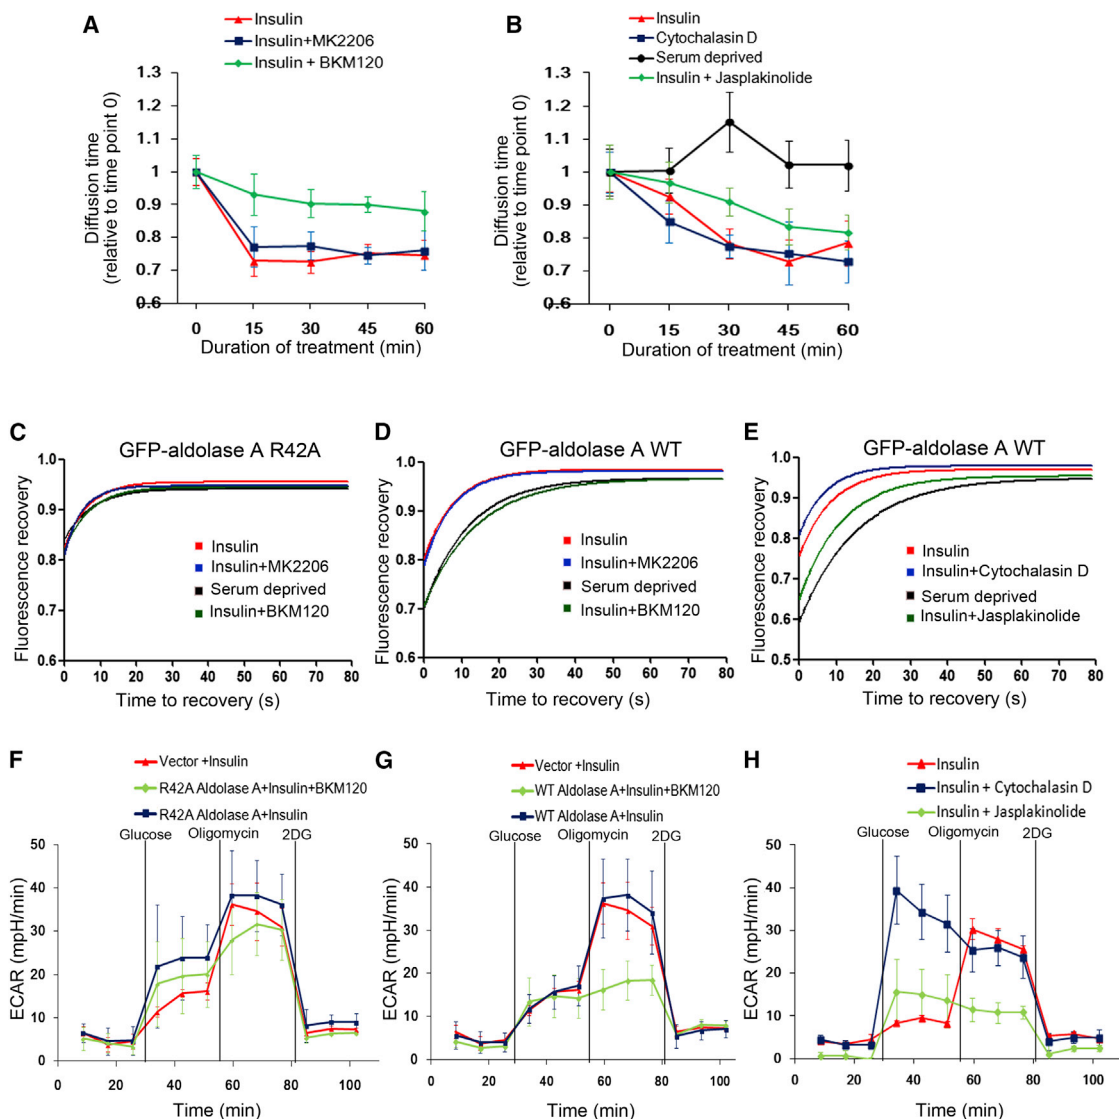 A
Insulin
Insulin+MK2206
Insulin + BKM120
Diffusion time
(relative to time point 0)
1.3
1.2
1.1
1
0.9
0.8
0.7
0.6
0 15 30 45 60
Duration of treatment (min)
B
Insulin
Cytochalasin D
Serum deprived
Insulin + Jasplakinolide
Diffusion time
(relative to time point 0)
1.3
1.2
1.1
1
0.9
0.8
0.7
0.6
0 15 30 45 60
Duration of treatment (min)
C
GFP-aldolase A R42A
Fluorescence recovery
1.0
0.9
0.8
0.7
0.6
Insulin
Insulin+MK2206
Serum deprived
Insulin+BKM120
0 10 20 30 40 50 60 70 80
Time to recovery (s)
D
GFP-aldolase A WT
Fluorescence recovery
1.0
0.9
0.8
0.7
0.6
Insulin
Insulin+MK2206
Serum deprived
Insulin+BKM120
0 10 20 30 40 50 60 70 80
Time to recovery (s)
E
GFP-aldolase A WT
Fluorescence recovery
1.0
0.9
0.8
0.7
0.6
0.5
Insulin
Insulin+Cytochalasin D
Serum deprived
Insulin+Jasplakinolide
0 10 20 30 40 50 60 70 80
Time to recovery (s)
F
Vector +Insulin
R42A Aldolase A+Insulin+BKM120
R42A Aldolase A+Insulin
Glucose Oligomycin 2DG
ECAR (mpH/min)
50
40
30
20
10
0
0 20 40 60 80 100
Time (min)
G
Vector +Insulin
WT Aldolase A+Insulin+BKM120
WT Aldolase A+Insulin
Glucose Oligomycin 2DG
ECAR (mpH/min)
50
40
30
20
10
0
0 20 40 60 80 100
Time (min)
H
Insulin
Insulin + Cytochalasin D
Insulin + Jasplakinolide
Glucose Oligomycin 2DG
ECAR (mpH/min)
50
40
30
20
10
0
0 20 40 60 80 100
Time (min)